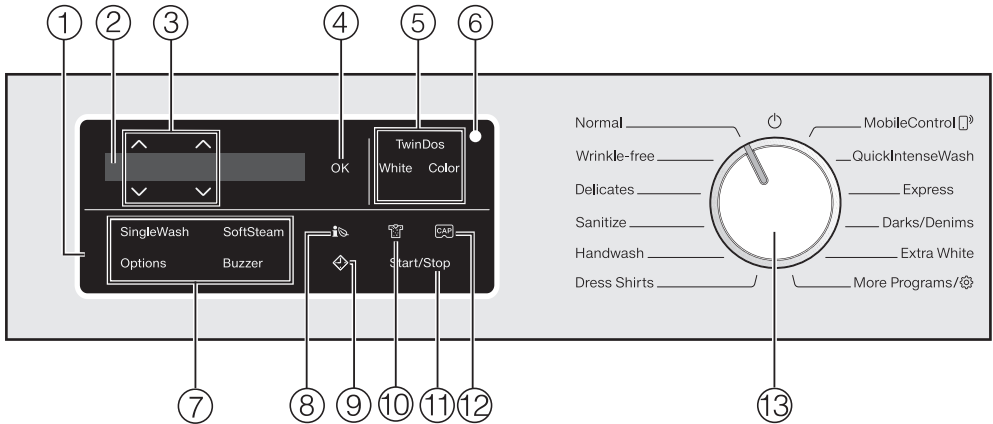 ① ② ③ ④ ⑤ ⑥
TwinDos
White Color
OK
SingleWash SoftSteam
Options Buzzer
CAP
Start/Stop
Normal
Wrinkle-free
Delicates
Sanitize
Handwash
Dress Shirts
MobileControl
QuickIntenseWash
Express
Darks/Denims
Extra White
More Programs/
⑦ ⑧ ⑨ ⑩ ⑪ ⑫ ⑬